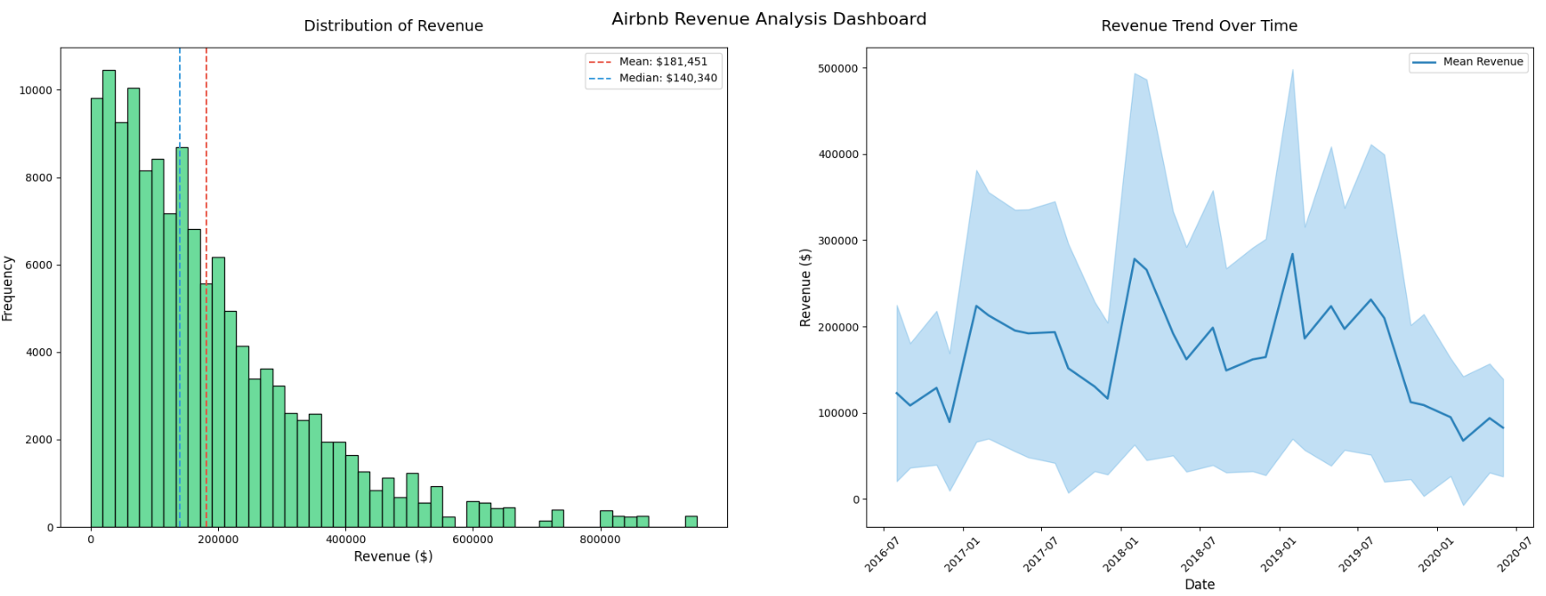 Airbnb Revenue Analysis Dashboard
Distribution of Revenue
Mean: $181,451
Median: $140,340
Frequency
10000
8000
6000
4000
2000
0
0 200000 400000 600000 800000
Revenue ($)
Revenue Trend Over Time
Mean Revenue
Revenue ($)
500000
400000
300000
200000
100000
0
2016-07 2017-01 2017-07 2018-01 2018-07 2019-01 2019-07 2020-01 2020-07
Date